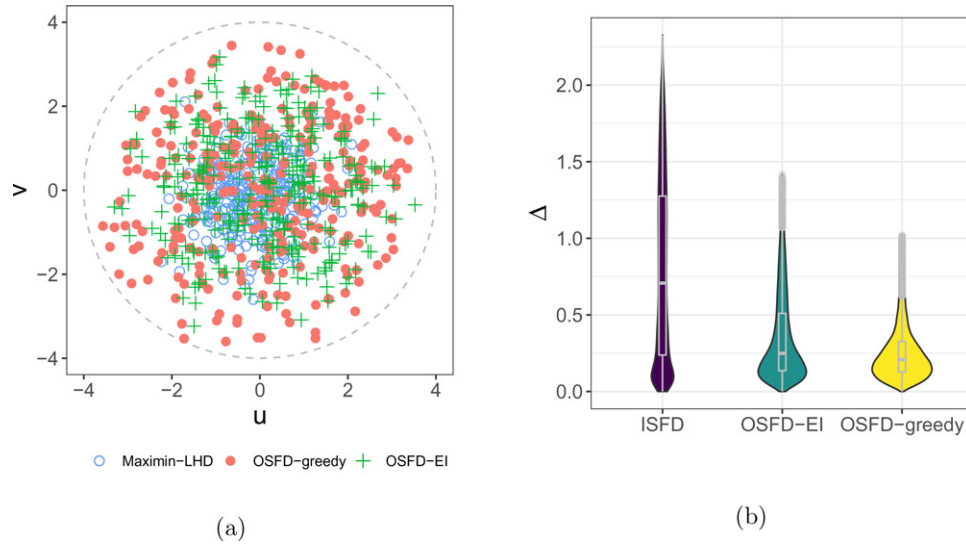 4
2
0
−2
−4
v
−4
−2
0
2
4
u
Maximin−LHD
OSFD−greedy
OSFD−EI
(a)
2.0
1.5
1.0
0.5
0.0
Δ
ISFD
OSFD−EI
OSFD−greedy
(b)